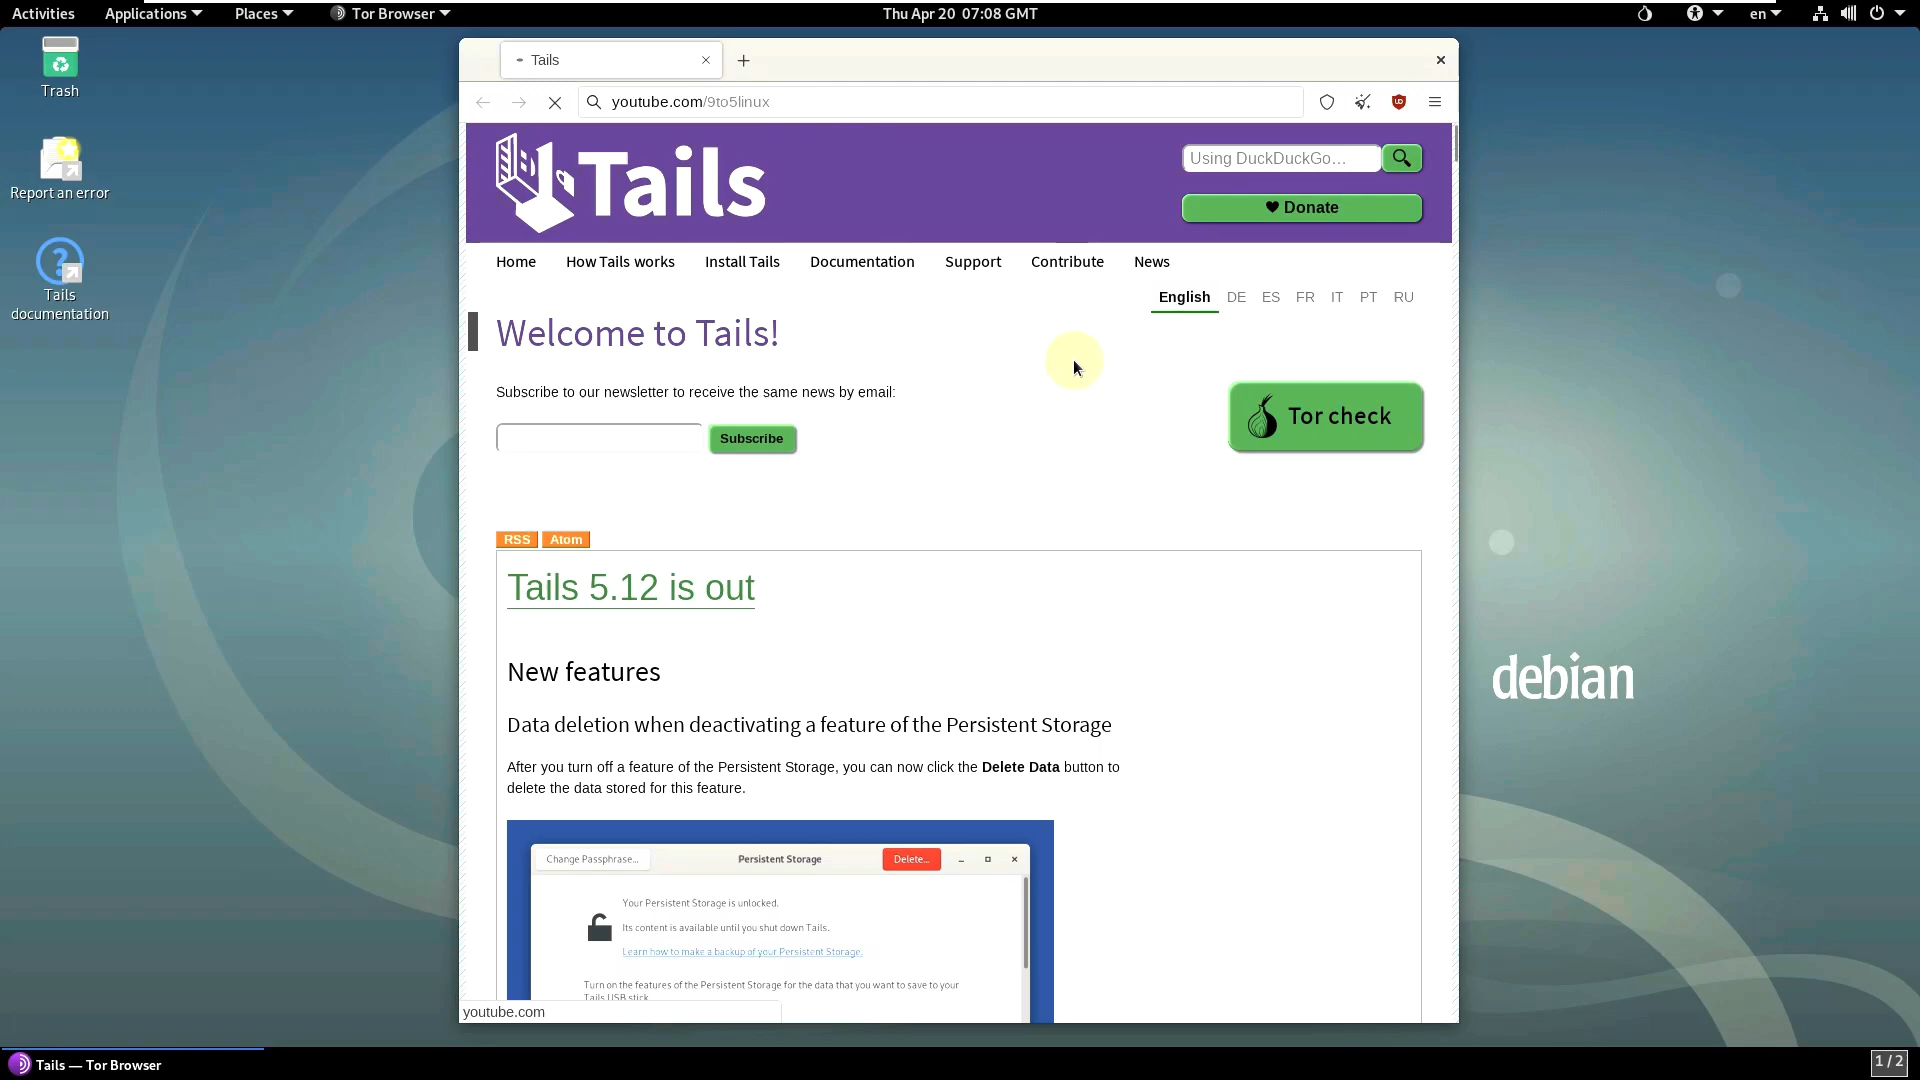 Activities Applications Places Tor Browser Thu Apr 20 07:08 GMT en
Trash
Report an error
Tails
documentation
Tails
youtube.com/9to5linux
Tails
Using DuckDuckGo...
Donate
Home How Tails works Install Tails Documentation Support Contribute News
English DE ES FR IT PT RU
Welcome to Tails!
Subscribe to our newsletter to receive the same news by email:
Subscribe
Tor check
RSS Atom
Tails 5.12 is out
New features
Data deletion when deactivating a feature of the Persistent Storage
After you turn off a feature of the Persistent Storage, you can now click the Delete Data button to
delete the data stored for this feature.
Change Passphrase... Persistent Storage Delete...
Your Persistent Storage is unlocked.
Its content is available until you shut down Tails.
Learn how to make a backup of your Persistent Storage.
Turn on the features of the Persistent Storage for the data that you want to save to your
Tails USB stick
youtube.com
debian
Tails — Tor Browser
1 / 2